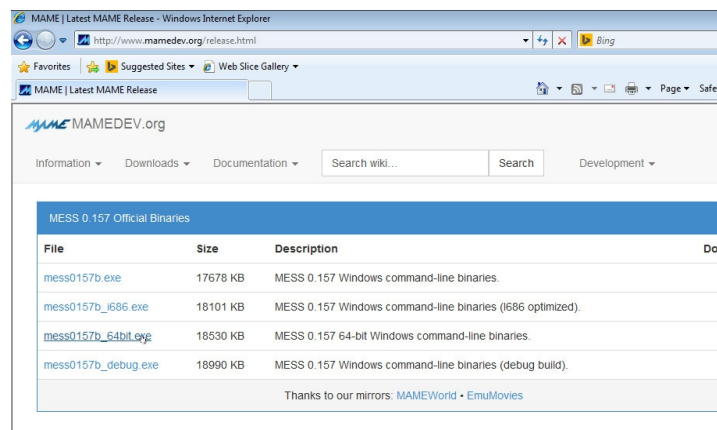 MAME | Latest MAME Release - Windows Internet Explorer
http://www.mamedev.org/release.html
Bing
Favorites Suggested Sites Web Slice Gallery
MAME | Latest MAME Release Page Safe
MAME MAMEDEV.org
Information Downloads Documentation Search wiki... Search Development
MESS 0.157 Official Binaries
File Size Description Do
mess0157b.exe 17678 KB MESS 0.157 Windows command-line binaries.
mess0157b_i686.exe 18101 KB MESS 0.157 Windows command-line binaries (I686 optimized).
mess0157b_64bit.exe 18530 KB MESS 0.157 64-bit Windows command-line binaries.
mess0157b_debug.exe 18990 KB MESS 0.157 Windows command-line binaries (debug build).
Thanks to our mirrors: MAMEWorld • EmuMovies